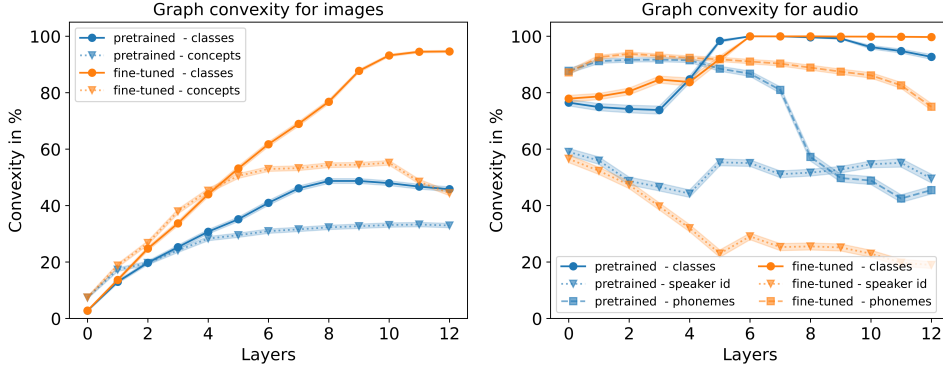 Graph convexity for images
100
80
60
40
20
0
Convexity in %
pretrained - classes
pretrained - concepts
fine-tuned - classes
fine-tuned - concepts
0 2 4 6 8 10 12
Layers
Graph convexity for audio
100
80
60
40
20
0
Convexity in %
pretrained - classes
pretrained - speaker id
pretrained - phonemes
fine-tuned - classes
fine-tuned - speaker id
fine-tuned - phonemes
0 2 4 6 8 10 12
Layers